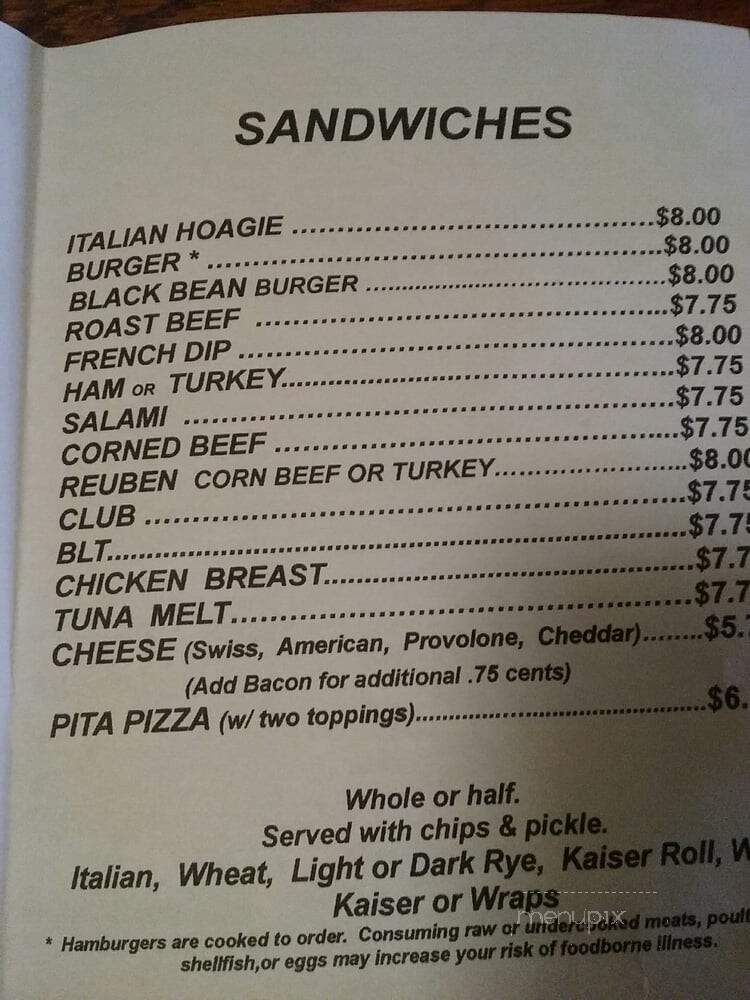 SANDWICHES
ITALIAN HOAGIE ........................................$8.00
BURGER * ..................................................$8.00
BLACK BEAN BURGER ..................................$8.00
ROAST BEEF ..............................................$7.75
FRENCH DIP ................................................$8.00
HAM OR TURKEY..........................................$7.75
SALAMI ......................................................$7.75
CORNED BEEF ............................................$7.75
REUBEN CORN BEEF OR TURKEY.....................$8.00
CLUB ..........................................................$7.75
BLT..............................................................$7.75
CHICKEN BREAST........................................$7.7
TUNA MELT..................................................$7.7
CHEESE (Swiss, American, Provolone, Cheddar)........$5.
(Add Bacon for additional .75 cents)
PITA PIZZA (w/ two toppings)........................................$6.
Whole or half.
Served with chips & pickle.
Italian, Wheat, Light or Dark Rye, Kaiser Roll, W
Kaiser or Wraps
menupix
* Hamburgers are cooked to order. Consuming raw or undercooked meats, poult
shellfish,or eggs may increase your risk of foodborne illness.